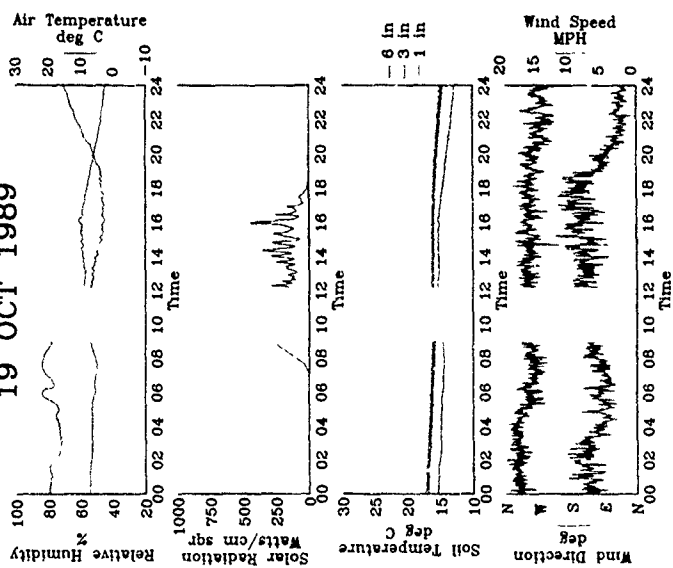 19 OCT 1989
Air Temperature
deg C
30 20 10 0 -10
100 80 60 40 20
Relative Humidity
%
00 02 04 06 08 10 12 14 16 18 20 22 24
Time
1000 750 500 250 0
Solar Radiation
Watts/cm sqr
00 02 04 06 08 10 12 14 16 18 20 22 24
Time
30 25 20 15 10
Soil Temperature
deg C
6 in
3 in
1 in
00 02 04 06 08 10 12 14 16 18 20 22 24
Time
Wind Speed
MPH
20 15 10 5 0
N W S E N
Wind Direction
deg
00 02 04 06 08 10 12 14 16 18 20 22 24
Time